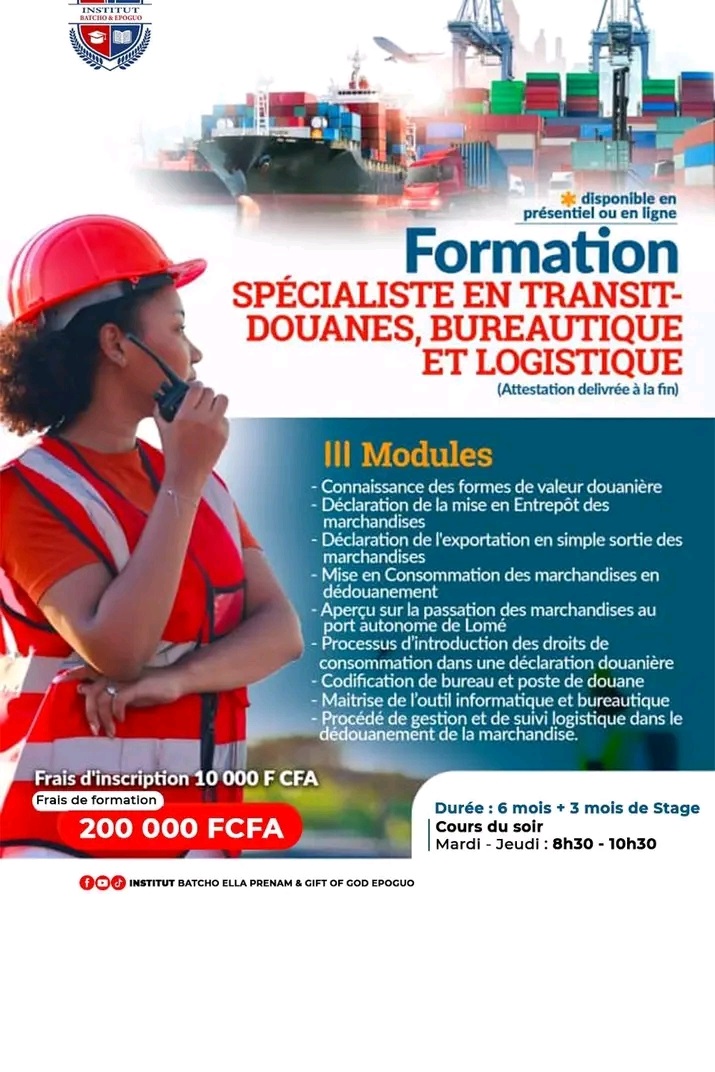 INSTITUT
BATCHO & EPOGUO
* disponible en
présentiel ou en ligne
Formation
SPÉCIALISTE EN TRANSIT-
DOUANES, BUREAUTIQUE
ET LOGISTIQUE
(Attestation delivrée à la fin)
III Modules
- Connaissance des formes de valeur douanière
- Déclaration de la mise en Entrepôt des
marchandises
- Déclaration de l'exportation en simple sortie des
marchandises
- Mise en Consommation des marchandises en
dédouanement
- Aperçu sur la passation des marchandises au
port autonome de Lomé
- Processus d'introduction des droits de
consommation dans une déclaration douanière
- Codification de bureau et poste de douane
- Maitrise de l'outil informatique et bureautique
- Procédé de gestion et de suivi logistique dans le
dédouanement de la marchandise.
Frais d'inscription 10 000 F CFA
Frais de formation
200 000 FCFA
Durée : 6 mois + 3 mois de Stage
Cours du soir
Mardi - Jeudi : 8h30 - 10h30
INSTITUT BATCHO ELLA PRENAM & GIFT OF GOD EPOGUO